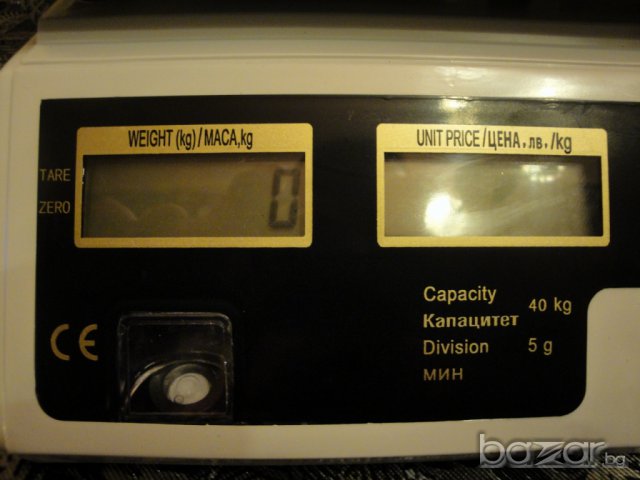 WEIGHT (kg)/МАСА,kg
UNIT PRICE/ЦЕНА,лв./kg
TARE
ZERO
0
Capacity 40 kg
Капацитет
Division 5 g
мин
CE
bazar.bg